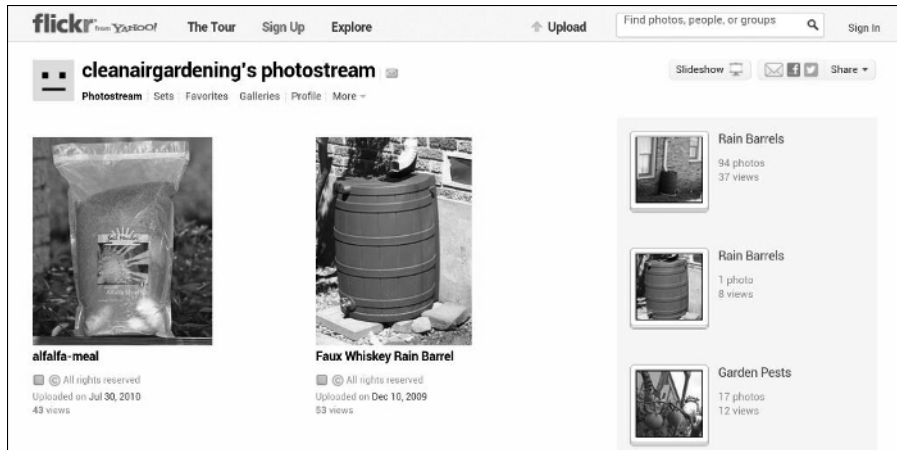 flickr from YAHOO! The Tour Sign Up Explore Upload Find photos, people, or groups Sign In
cleanairgardening's photostream
Slideshow Share
Photostream Sets Favorites Galleries Profile More
alfalfa-meal
© All rights reserved
Uploaded on Jul 30, 2010
43 views
Faux Whiskey Rain Barrel
© All rights reserved
Uploaded on Dec 10, 2009
53 views
Rain Barrels
94 photos
37 views
Rain Barrels
1 photo
8 views
Garden Pests
17 photos
12 views